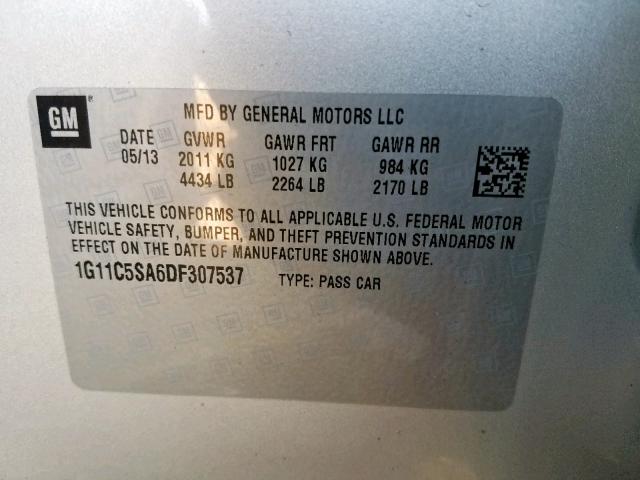 GM ®
MFD BY GENERAL MOTORS LLC
DATE GVWR GAWR FRT GAWR RR
05/13 2011 KG 1027 KG 984 KG
4434 LB 2264 LB 2170 LB
THIS VEHICLE CONFORMS TO ALL APPLICABLE U.S. FEDERAL MOTOR
VEHICLE SAFETY, BUMPER, AND THEFT PREVENTION STANDARDS IN
EFFECT ON THE DATE OF MANUFACTURE SHOWN ABOVE.
1G11C5SA6DF307537 TYPE: PASS CAR